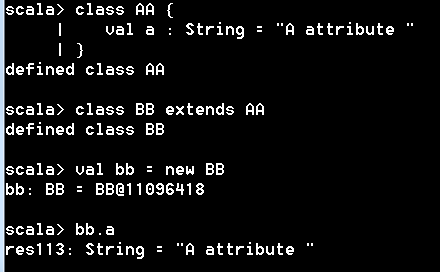 scala> class AA {
     |    val a : String = "A attribute "
     | }
defined class AA
scala> class BB extends AA
defined class BB
scala> val bb = new BB
bb: BB = BB@11096418
scala> bb.a
res113: String = "A attribute "